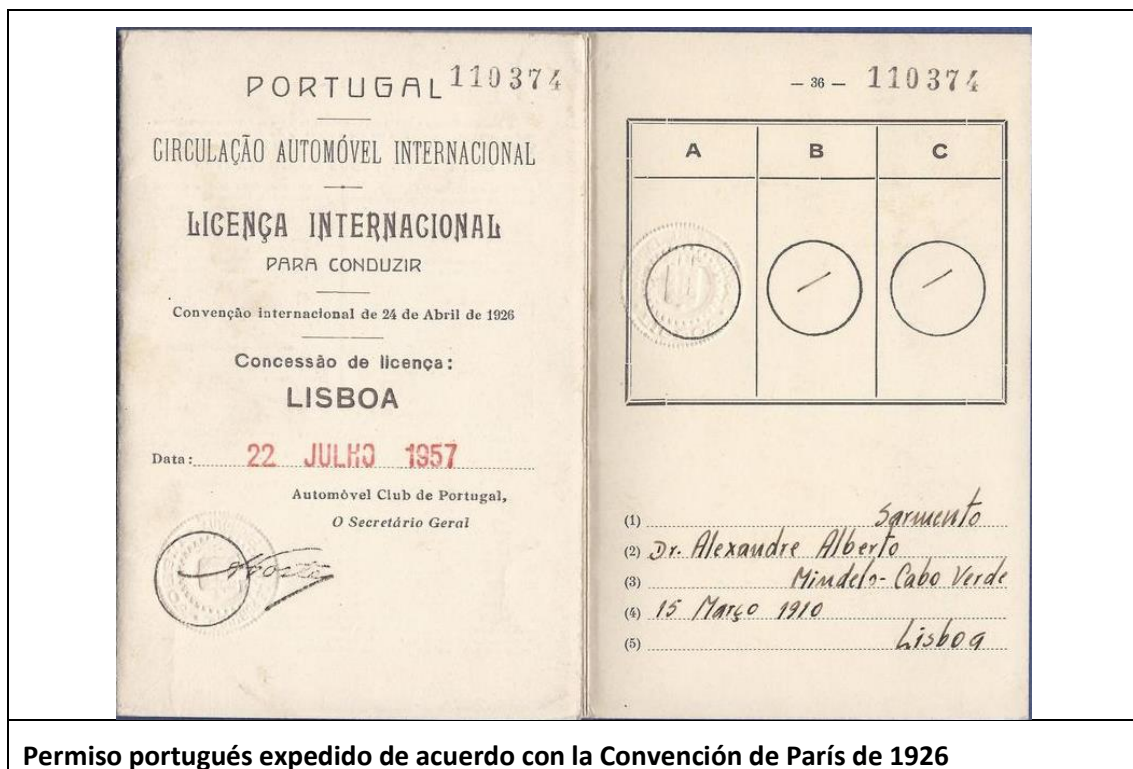 PORTUGAL 110374
CIRCULAÇÃO AUTOMÓVEL INTERNACIONAL
LICENÇA INTERNACIONAL
PARA CONDUZIR
Convenção internacional de 24 de Abril de 1926
Concessão de licença:
LISBOA
Data: 22 JULHO 1957
Automóvel Club de Portugal,
O Secretário Geral
– 36 – 110374
A B C
(1) Sarmento
(2) Dr. Alexandre Alberto
(3) Mindelo - Cabo Verde
(4) 15 Março 1910
(5) Lisboa
Permiso portugués expedido de acuerdo con la Convención de París de 1926